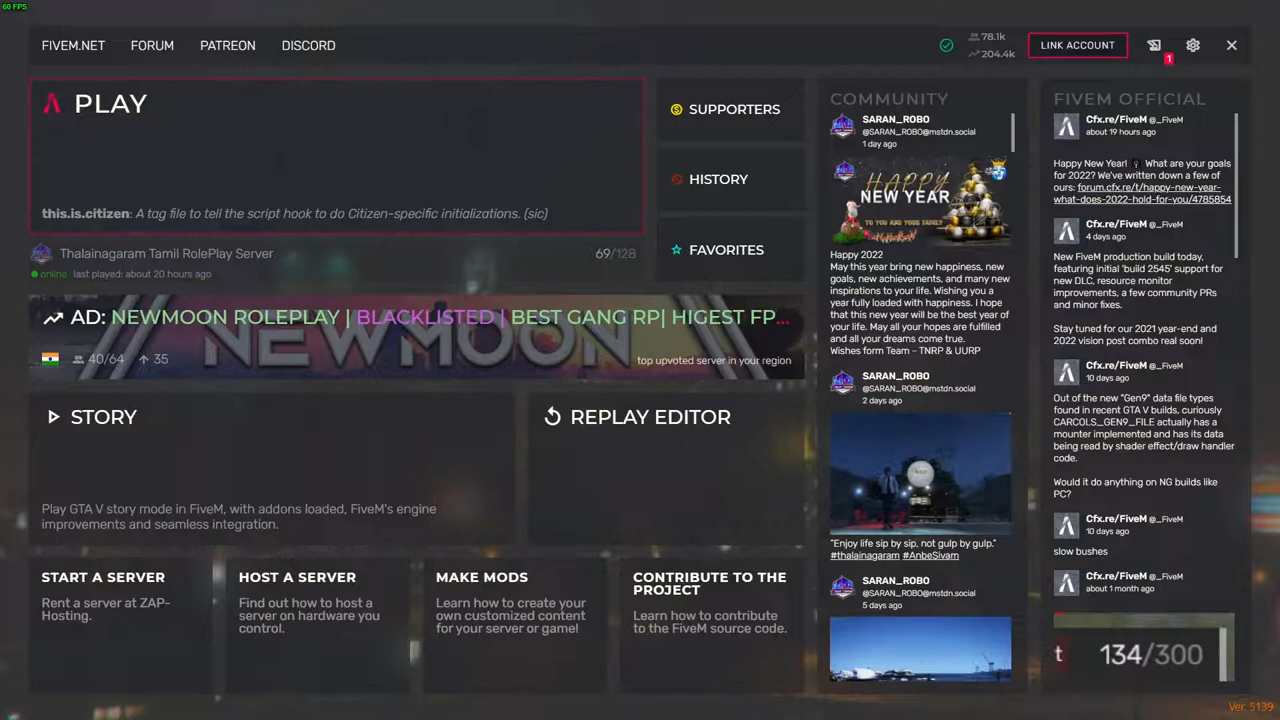 60 FPS
FIVEM.NET
FORUM
PATREON
DISCORD
78.1k
204.4k
LINK ACCOUNT
1
PLAY
this.is.citizen: A tag file to tell the script hook to do Citizen-specific initializations. (sic)
Thalainagaram Tamil RolePlay Server
69/128
online last played: about 20 hours ago
SUPPORTERS
HISTORY
FAVORITES
AD: NEWMOON ROLEPLAY | BLACKLISTED | BEST GANG RP| HIGEST FP...
NEWMOON
40/64
35
top upvoted server in your region
STORY
Play GTA V story mode in FiveM, with addons loaded, FiveM's engine
improvements and seamless integration.
REPLAY EDITOR
START A SERVER
Rent a server at ZAP-
Hosting.
HOST A SERVER
Find out how to host a
server on hardware you
control.
MAKE MODS
Learn how to create your
own customized content
for your server or game!
CONTRIBUTE TO THE
PROJECT
Learn how to contribute
to the FiveM source code.
COMMUNITY
SARAN_ROBO
@SARAN_ROBO@mstdn.social
1 day ago
HAPPY
NEW YEAR
TO YOU AND YOUR FAMILY
Happy 2022
May this year bring new happiness, new
goals, new achievements, and many new
inspirations to your life. Wishing you a
year fully loaded with happiness. I hope
that this new year will be the best year of
your life. May all your hopes are fulfilled
and all your dreams come true.
Wishes form Team - TNRP & UURP
SARAN_ROBO
@SARAN_ROBO@mstdn.social
2 days ago
"Enjoy life sip by sip, not gulp by gulp."
#thalainagaram #AnbeSivam
SARAN_ROBO
@SARAN_ROBO@mstdn.social
5 days ago
FIVEM OFFICIAL
Cfx.re/FiveM @_FiveM
about 19 hours ago
Happy New Year! What are your goals
for 2022? We've written down a few of
ours: forum.cfx.re/t/happy-new-year-
what-does-2022-hold-for-you/4785854
Cfx.re/FiveM @_FiveM
4 days ago
New FiveM production build today,
featuring initial 'build 2545' support for
new DLC, resource monitor
improvements, a few community PRs
and minor fixes.
Stay tuned for our 2021 year-end and
2022 vision post combo real soon!
Cfx.re/FiveM @_FiveM
10 days ago
Out of the new "Gen9" data file types
found in recent GTA V builds, curiously
CARCOLS_GEN9_FILE actually has a
mounter implemented and has its data
being read by shader effect/draw handler
code.
Would it do anything on NG builds like
PC?
Cfx.re/FiveM @_FiveM
10 days ago
slow bushes
Cfx.re/FiveM @_FiveM
about 1 month ago
t 134/300
Ver. 5139